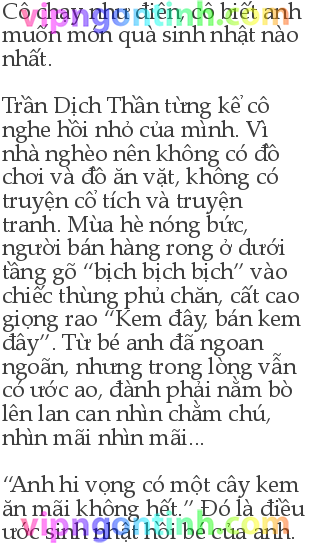 Cô chạy như điên, cô biết anh
vipngontinh.com
muốn món quà sinh nhật nào
nhất.
Trần Dịch Thần từng kể cô
nghe hồi nhỏ của mình. Vì
nhà nghèo nên không có đồ
chơi và đồ ăn vặt, không có
truyện cổ tích và truyện
tranh. Mùa hè nóng bức,
người bán hàng rong ở dưới
tầng gõ “bịch bịch bịch” vào
chiếc thùng phủ chăn, cất cao
giọng rao “Kem đây, bán kem
đây”. Từ bé anh đã ngoan
ngoãn, nhưng trong lòng vẫn
có ước ao, đành phải nằm bò
lên lan can nhìn chằm chú,
nhìn mãi nhìn mãi...
“Anh hi vọng có một cây kem
ăn mãi không hết.” Đó là điều
ước sinh nhật hồi bé của anh.
vipngontinh.com